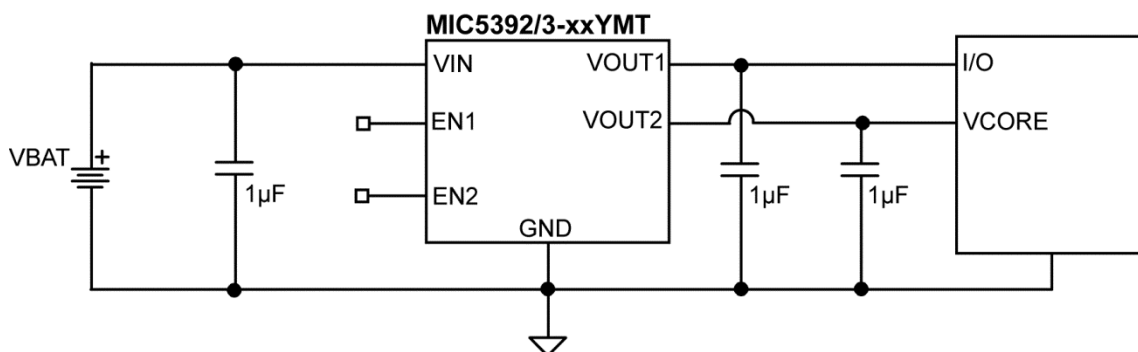 MIC5392/3-xxYMT
VIN
VOUT1
I/O
EN1
VOUT2
VCORE
VBAT
+
1µF
1µF
1µF
EN2
GND